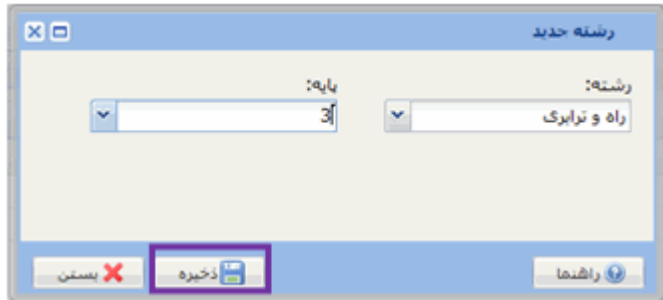 رشته جدید
رشته: پایه:
راه و ترابری 3
راهنما ذخیره بستن